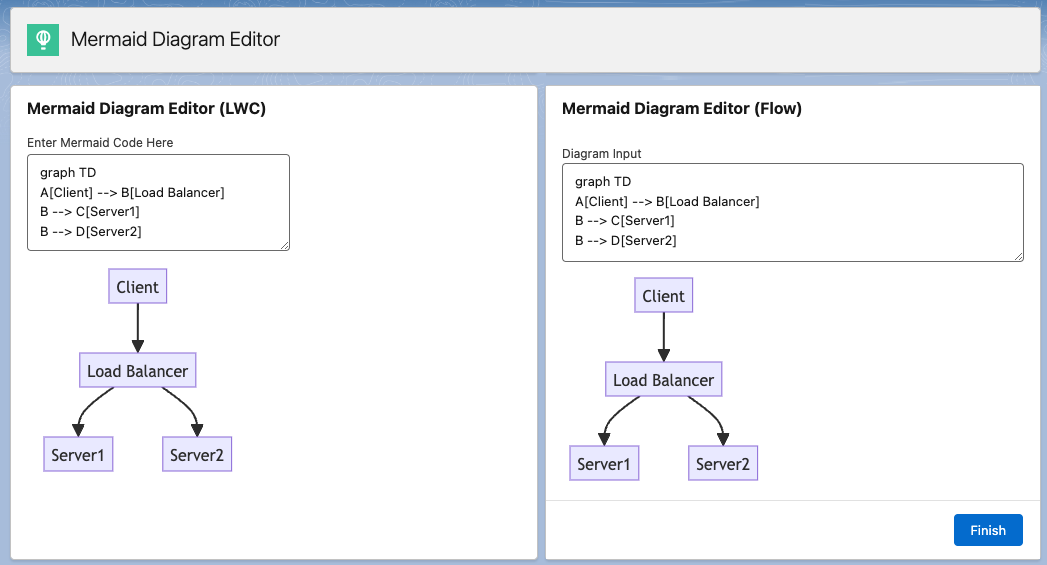 Mermaid Diagram Editor
Mermaid Diagram Editor (LWC)
Enter Mermaid Code Here
graph TD
A[Client] --> B[Load Balancer]
B --> C[Server1]
B --> D[Server2]
Client
Load Balancer
Server1
Server2
Mermaid Diagram Editor (Flow)
Diagram Input
graph TD
A[Client] --> B[Load Balancer]
B --> C[Server1]
B --> D[Server2]
Client
Load Balancer
Server1
Server2
Finish